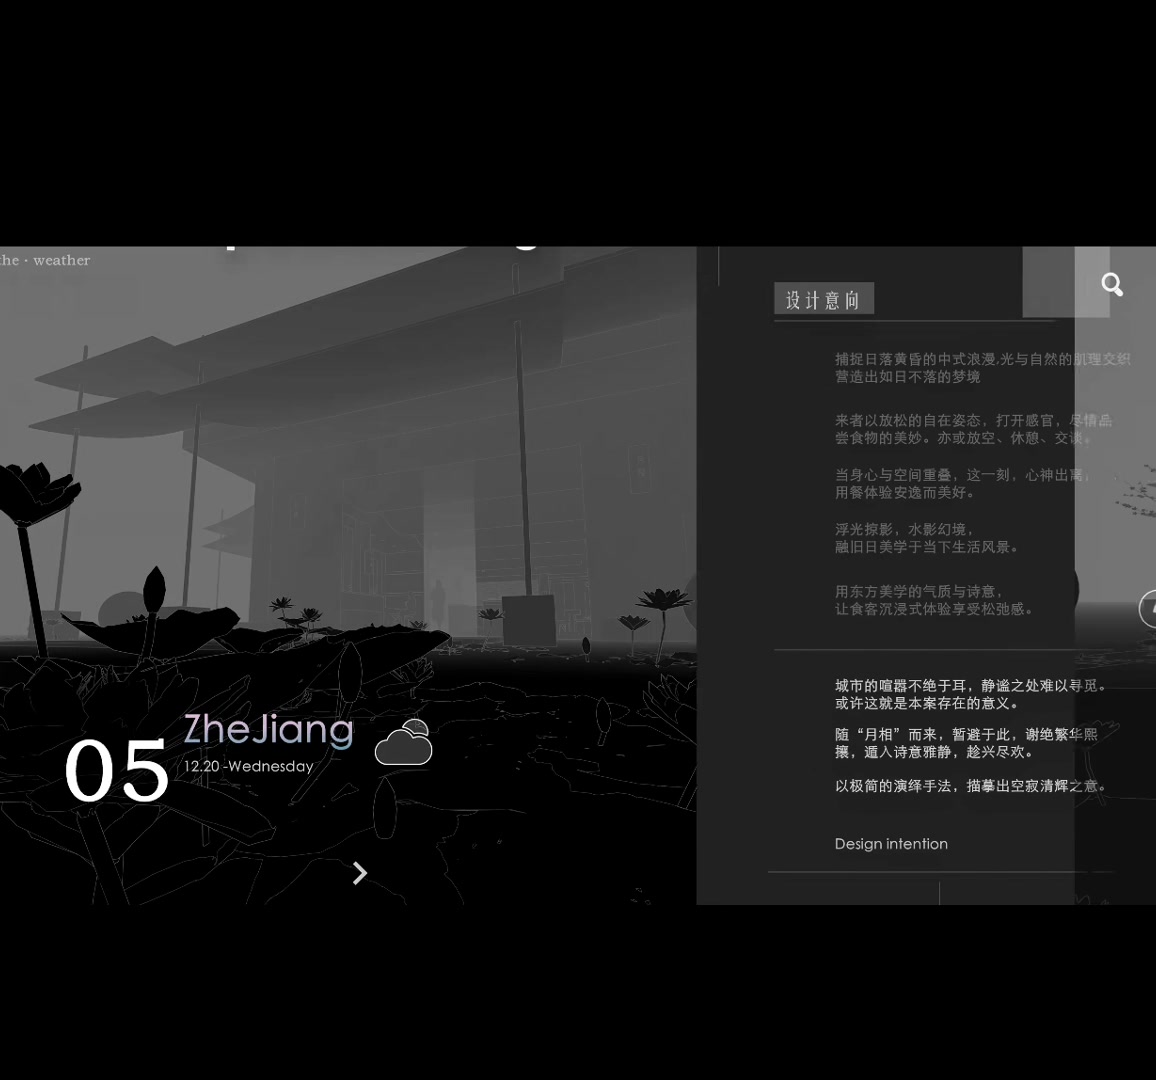 the · weather
设计意向
捕捉日落黄昏的中式浪漫,光与自然的肌理交织
营造出如日不落的梦境
来者以放松的自在姿态，打开感官，尽情品
尝食物的美妙。亦或放空、休憩、交谈。
当身心与空间重叠，这一刻，心神出离，
用餐体验安逸而美好。
浮光掠影，水影幻境，
融旧日美学于当下生活风景。
用东方美学的气质与诗意，
让食客沉浸式体验享受松弛感。
城市的喧嚣不绝于耳，静谧之处难以寻觅。
或许这就是本案存在的意义。
随“月相”而来，暂避于此，谢绝繁华熙
攘，遁入诗意雅静，趁兴尽欢。
以极简的演绎手法，描摹出空寂清辉之意。
Design intention
ZheJiang
05
12.20 -Wednesday